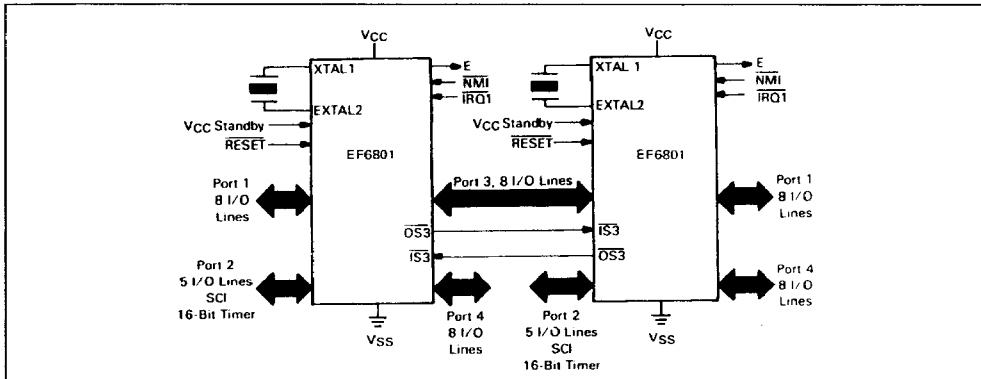 VCC
XTAL1
EXTAL2
VCC Standby
RESET
EF6801
E
NMI
IRQ1
Port 1
8 I/O
Lines
Port 2
5 I/O Lines
SCI
16-Bit Timer
OS3
IS3
Port 3, 8 I/O Lines
Port 4
8 I/O
Lines
VSS
VCC
XTAL 1
EXTAL2
VCC Standby
RESET
EF6801
E
NMI
IRQ1
IS3
OS3
Port 1
8 I/O
Lines
Port 2
5 I/O Lines
SCI
16-Bit Timer
Port 4
8 I/O
Lines
VSS